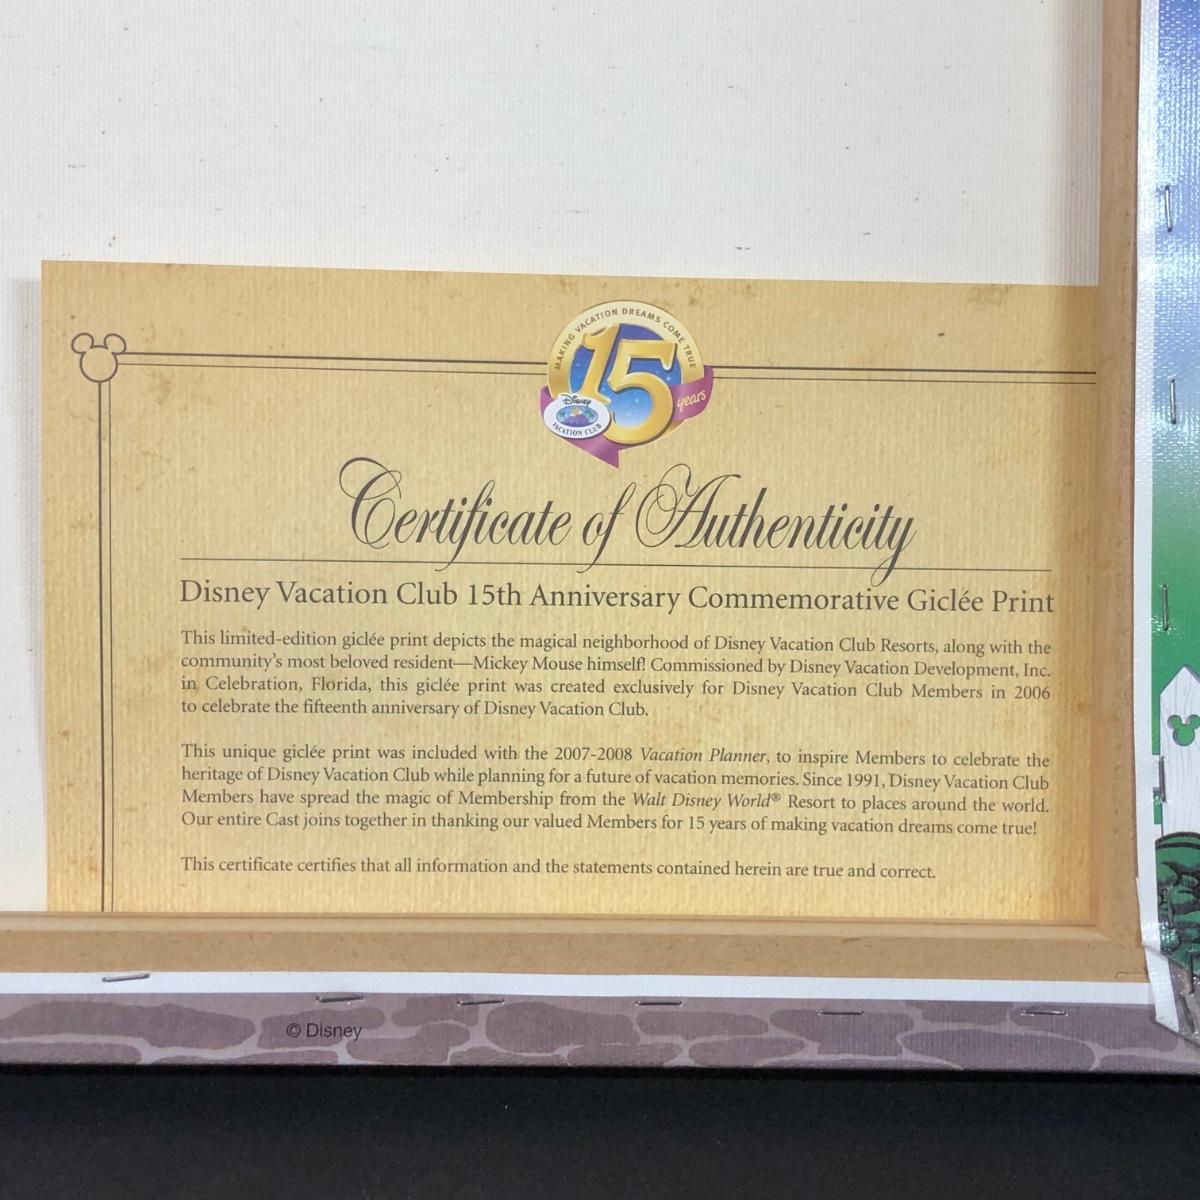 MAKING VACATION DREAMS COME TRUE
15
years
Disney
VACATION CLUB
Certificate of Authenticity
Disney Vacation Club 15th Anniversary Commemorative Giclée Print
This limited-edition giclée print depicts the magical neighborhood of Disney Vacation Club Resorts, along with the
community's most beloved resident—Mickey Mouse himself! Commissioned by Disney Vacation Development, Inc.
in Celebration, Florida, this giclée print was created exclusively for Disney Vacation Club Members in 2006
to celebrate the fifteenth anniversary of Disney Vacation Club.
This unique giclée print was included with the 2007-2008 Vacation Planner, to inspire Members to celebrate the
heritage of Disney Vacation Club while planning for a future of vacation memories. Since 1991, Disney Vacation Club
Members have spread the magic of Membership from the Walt Disney World® Resort to places around the world.
Our entire Cast joins together in thanking our valued Members for 15 years of making vacation dreams come true!
This certificate certifies that all information and the statements contained herein are true and correct.
© Disney